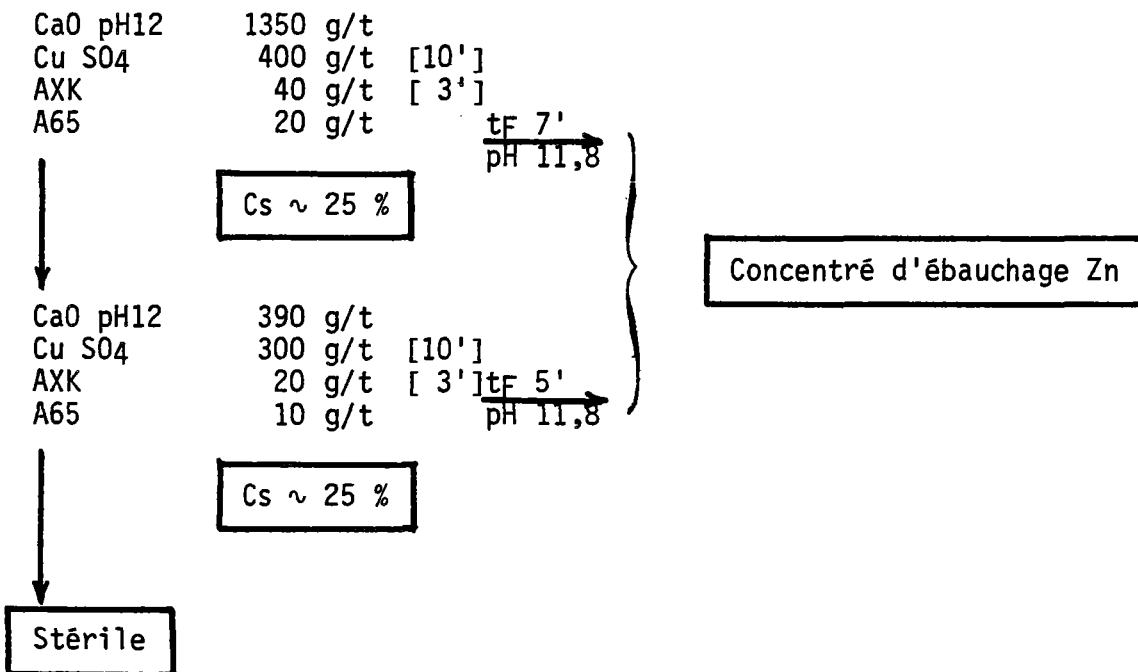 CaO pH12 1350 g/t
Cu SO4 400 g/t [10']
AXK 40 g/t [ 3']
A65 20 g/t tF 7'
pH 11,8
Cs ~ 25 %
Concentré d'ébauchage Zn
CaO pH12 390 g/t
Cu SO4 300 g/t [10']
AXK 20 g/t [ 3'] tF 5'
A65 10 g/t pH 11,8
Cs ~ 25 %
Stérile